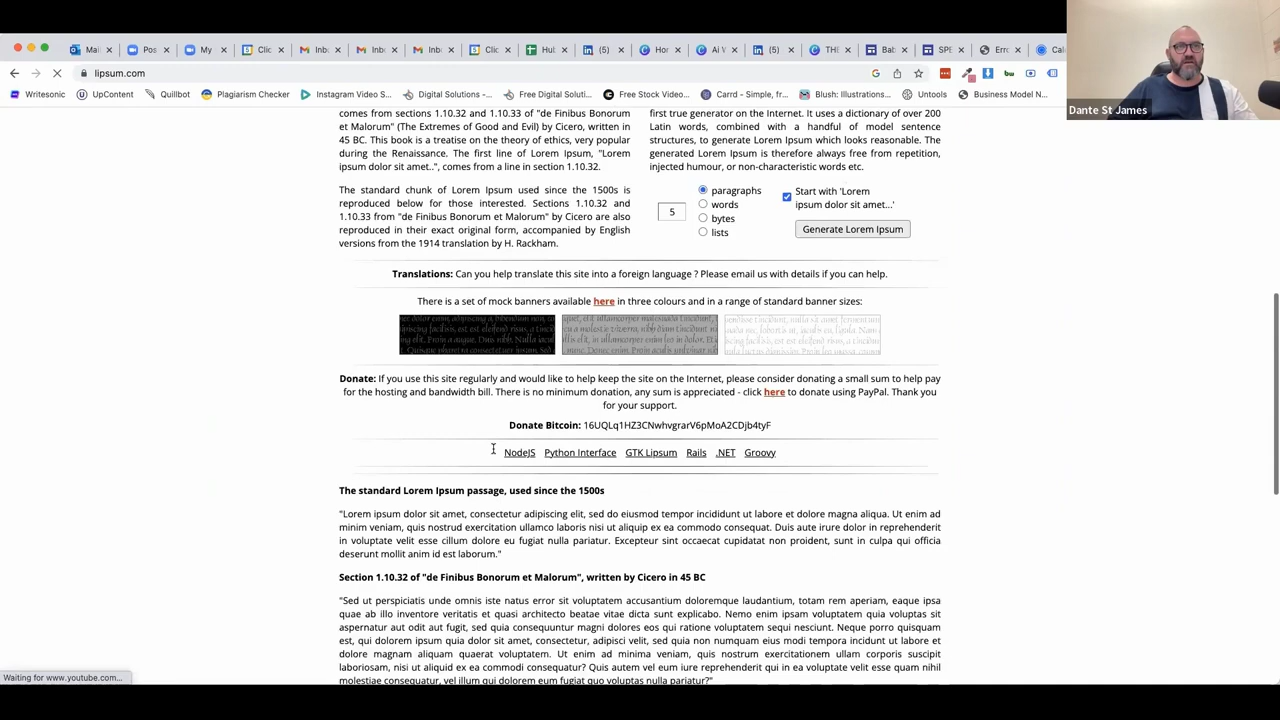 Mai
Pos
My
Clic
Inb
Inb
Inb
Clic
Hub
(5)
Hor
Ai V
(5)
THE
Bab
SPE
Erro
Cal
lipsum.com
Writesonic
UpContent
Quillbot
Plagiarism Checker
Instagram Video S...
Digital Solutions -...
Free Digital Soluti...
Free Stock Video...
Carrd - Simple, fr...
Blush: Illustrations...
Untools
Business Model N...
Dante St James
comes from sections 1.10.32 and 1.10.33 of "de Finibus Bonorum
et Malorum" (The Extremes of Good and Evil) by Cicero, written in
45 BC. This book is a treatise on the theory of ethics, very popular
during the Renaissance. The first line of Lorem Ipsum, "Lorem
ipsum dolor sit amet..", comes from a line in section 1.10.32.
The standard chunk of Lorem Ipsum used since the 1500s is
reproduced below for those interested. Sections 1.10.32 and
1.10.33 from "de Finibus Bonorum et Malorum" by Cicero are also
reproduced in their exact original form, accompanied by English
versions from the 1914 translation by H. Rackham.
first true generator on the Internet. It uses a dictionary of over 200
Latin words, combined with a handful of model sentence
structures, to generate Lorem Ipsum which looks reasonable. The
generated Lorem Ipsum is therefore always free from repetition,
injected humour, or non-characteristic words etc.
5
paragraphs
words
bytes
lists
Start with 'Lorem
ipsum dolor sit amet...'
Generate Lorem Ipsum
Translations: Can you help translate this site into a foreign language ? Please email us with details if you can help.
There is a set of mock banners available here in three colours and in a range of standard banner sizes:
Donate: If you use this site regularly and would like to help keep the site on the Internet, please consider donating a small sum to help pay
for the hosting and bandwidth bill. There is no minimum donation, any sum is appreciated - click here to donate using PayPal. Thank you
for your support.
Donate Bitcoin: 16UQLq1HZ3CNwhvgrarV6pMoA2CDjb4tyF
NodeJS Python Interface GTK Lipsum Rails .NET Groovy
The standard Lorem Ipsum passage, used since the 1500s
"Lorem ipsum dolor sit amet, consectetur adipiscing elit, sed do eiusmod tempor incididunt ut labore et dolore magna aliqua. Ut enim ad
minim veniam, quis nostrud exercitation ullamco laboris nisi ut aliquip ex ea commodo consequat. Duis aute irure dolor in reprehenderit
in voluptate velit esse cillum dolore eu fugiat nulla pariatur. Excepteur sint occaecat cupidatat non proident, sunt in culpa qui officia
deserunt mollit anim id est laborum."
Section 1.10.32 of "de Finibus Bonorum et Malorum", written by Cicero in 45 BC
"Sed ut perspiciatis unde omnis iste natus error sit voluptatem accusantium doloremque laudantium, totam rem aperiam, eaque ipsa
quae ab illo inventore veritatis et quasi architecto beatae vitae dicta sunt explicabo. Nemo enim ipsam voluptatem quia voluptas sit
aspernatur aut odit aut fugit, sed quia consequuntur magni dolores eos qui ratione voluptatem sequi nesciunt. Neque porro quisquam
est, qui dolorem ipsum quia dolor sit amet, consectetur, adipisci velit, sed quia non numquam eius modi tempora incidunt ut labore et
dolore magnam aliquam quaerat voluptatem. Ut enim ad minima veniam, quis nostrum exercitationem ullam corporis suscipit
laboriosam, nisi ut aliquid ex ea commodi consequatur? Quis autem vel eum iure reprehenderit qui in ea voluptate velit esse quam nihil
molestiae consequatur, vel illum qui dolorem eum fugiat quo voluptas nulla pariatur?"
Waiting for www.youtube.com...